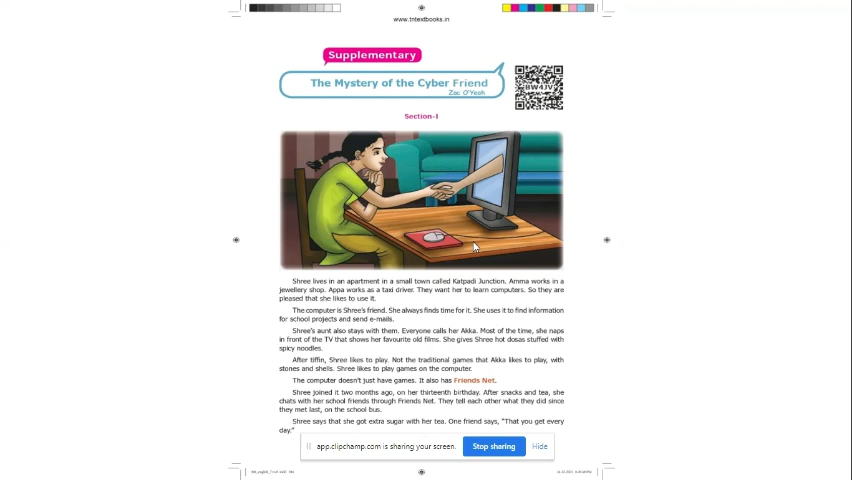 www.tntextbooks.in
Supplementary
The Mystery of the Cyber Friend
Zac O'Yeah
BW4JV
Section-I
Shree lives in an apartment in a small town called Katpadi Junction. Amma works in a
jewellery shop. Appa works as a taxi driver. They want her to learn computers. So they are
pleased that she likes to use it.
The computer is Shree's friend. She always finds time for it. She uses it to find information
for school projects and send e-mails.
Shree's aunt also stays with them. Everyone calls her Akka. Most of the time, she naps
in front of the TV that shows her favourite old films. She gives Shree hot dosas stuffed with
spicy noodles.
After tiffin, Shree likes to play. Not the traditional games that Akka likes to play, with
stones and shells. Shree likes to play games on the computer.
The computer doesn't just have games. It also has Friends Net.
Shree joined it two months ago, on her thirteenth birthday. After snacks and tea, she
chats with her school friends through Friends Net. They tell each other what they did since
they met last, on the school bus.
Shree says that she got extra sugar with her tea. One friend says, "That you get every
day."
app.clipchamp.com is sharing your screen.
Stop sharing
Hide